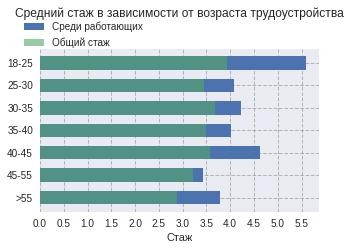 Средний стаж в зависимости от возраста трудоустройства
Среди работающих
Общий стаж
18-25
25-30
30-35
35-40
40-45
45-55
>55
0.0 0.5 1.0 1.5 2.0 2.5 3.0 3.5 4.0 4.5 5.0 5.5
Стаж